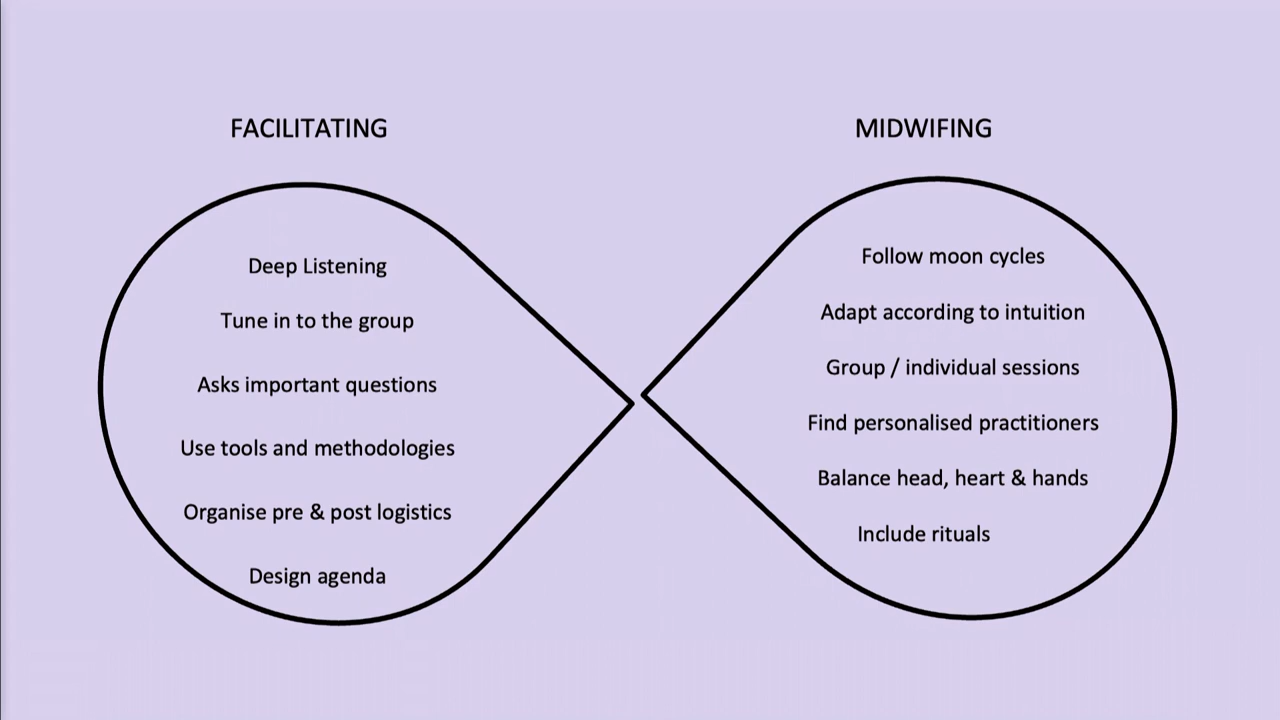 FACILITATING
Deep Listening
Tune in to the group
Asks important questions
Use tools and methodologies
Organise pre & post logistics
Design agenda
MIDWIFING
Follow moon cycles
Adapt according to intuition
Group / individual sessions
Find personalised practitioners
Balance head, heart & hands
Include rituals